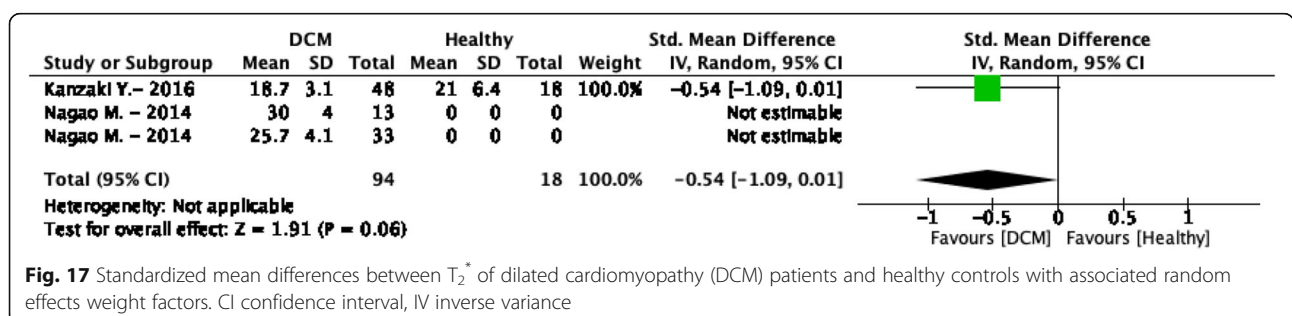 DCM Healthy Std. Mean Difference Std. Mean Difference
Study or Subgroup Mean SD Total Mean SD Total Weight IV, Random, 95% CI IV, Random, 95% CI
Kanzaki Y.– 2016 18.7 3.1 48 21 6.4 18 100.0% −0.54 [−1.09, 0.01]
Nagao M. – 2014 30 4 13 0 0 0 Not estimable
Nagao M. – 2014 25.7 4.1 33 0 0 0 Not estimable
Total (95% CI) 94 18 100.0% −0.54 [−1.09, 0.01]
Heterogeneity: Not applicable
Test for overall effect: Z = 1.91 (P = 0.06)
−1 −0.5 0 0.5 1
Favours [DCM] Favours [Healthy]
Fig. 17 Standardized mean differences between T2* of dilated cardiomyopathy (DCM) patients and healthy controls with associated random
effects weight factors. CI confidence interval, IV inverse variance